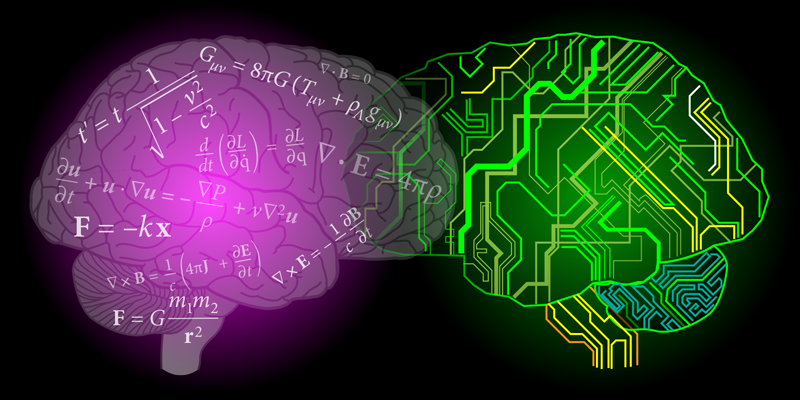 G_μν = 8πG (T_μν + ρ_Λ g_μν)
∇ · B = 0
t' = t 1/√(1 − v²/c²)
d/dt (∂L/∂q̇) = ∂L/∂q
∇ · E = 4πρ
∂u/∂t + u · ∇u = − ∇P/ρ + ν∇²u
F = −kx
∇ × B = 1/c (4πJ + ∂E/∂t)
∇ × E = − 1/c ∂B/∂t
F = G m₁m₂/r²